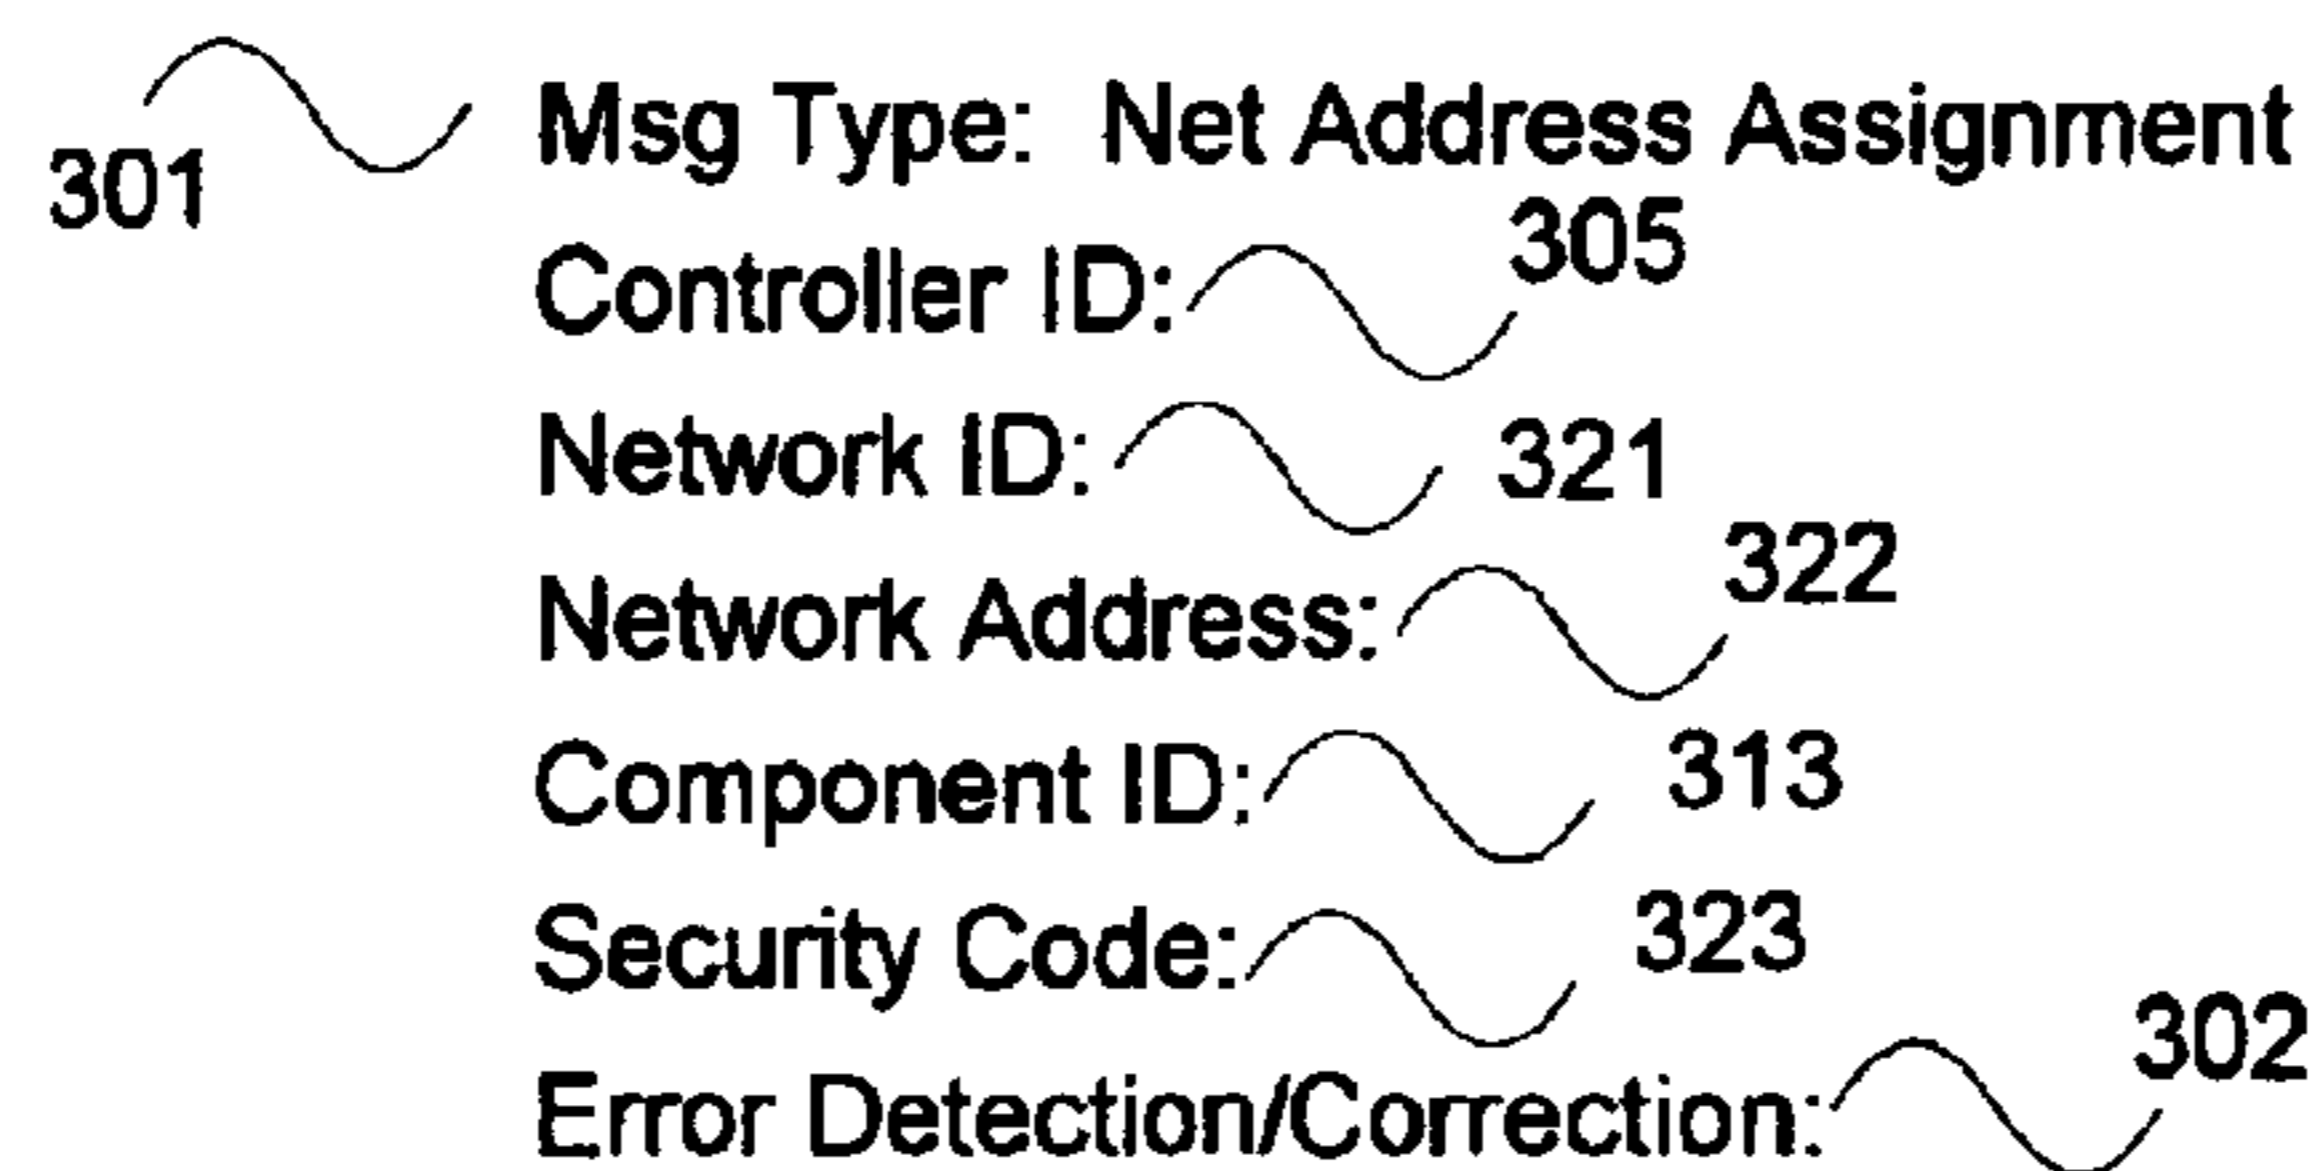 301 Msg Type: Net Address Assignment
Controller ID: 305
Network ID: 321
Network Address: 322
Component ID: 313
Security Code: 323
Error Detection/Correction: 302